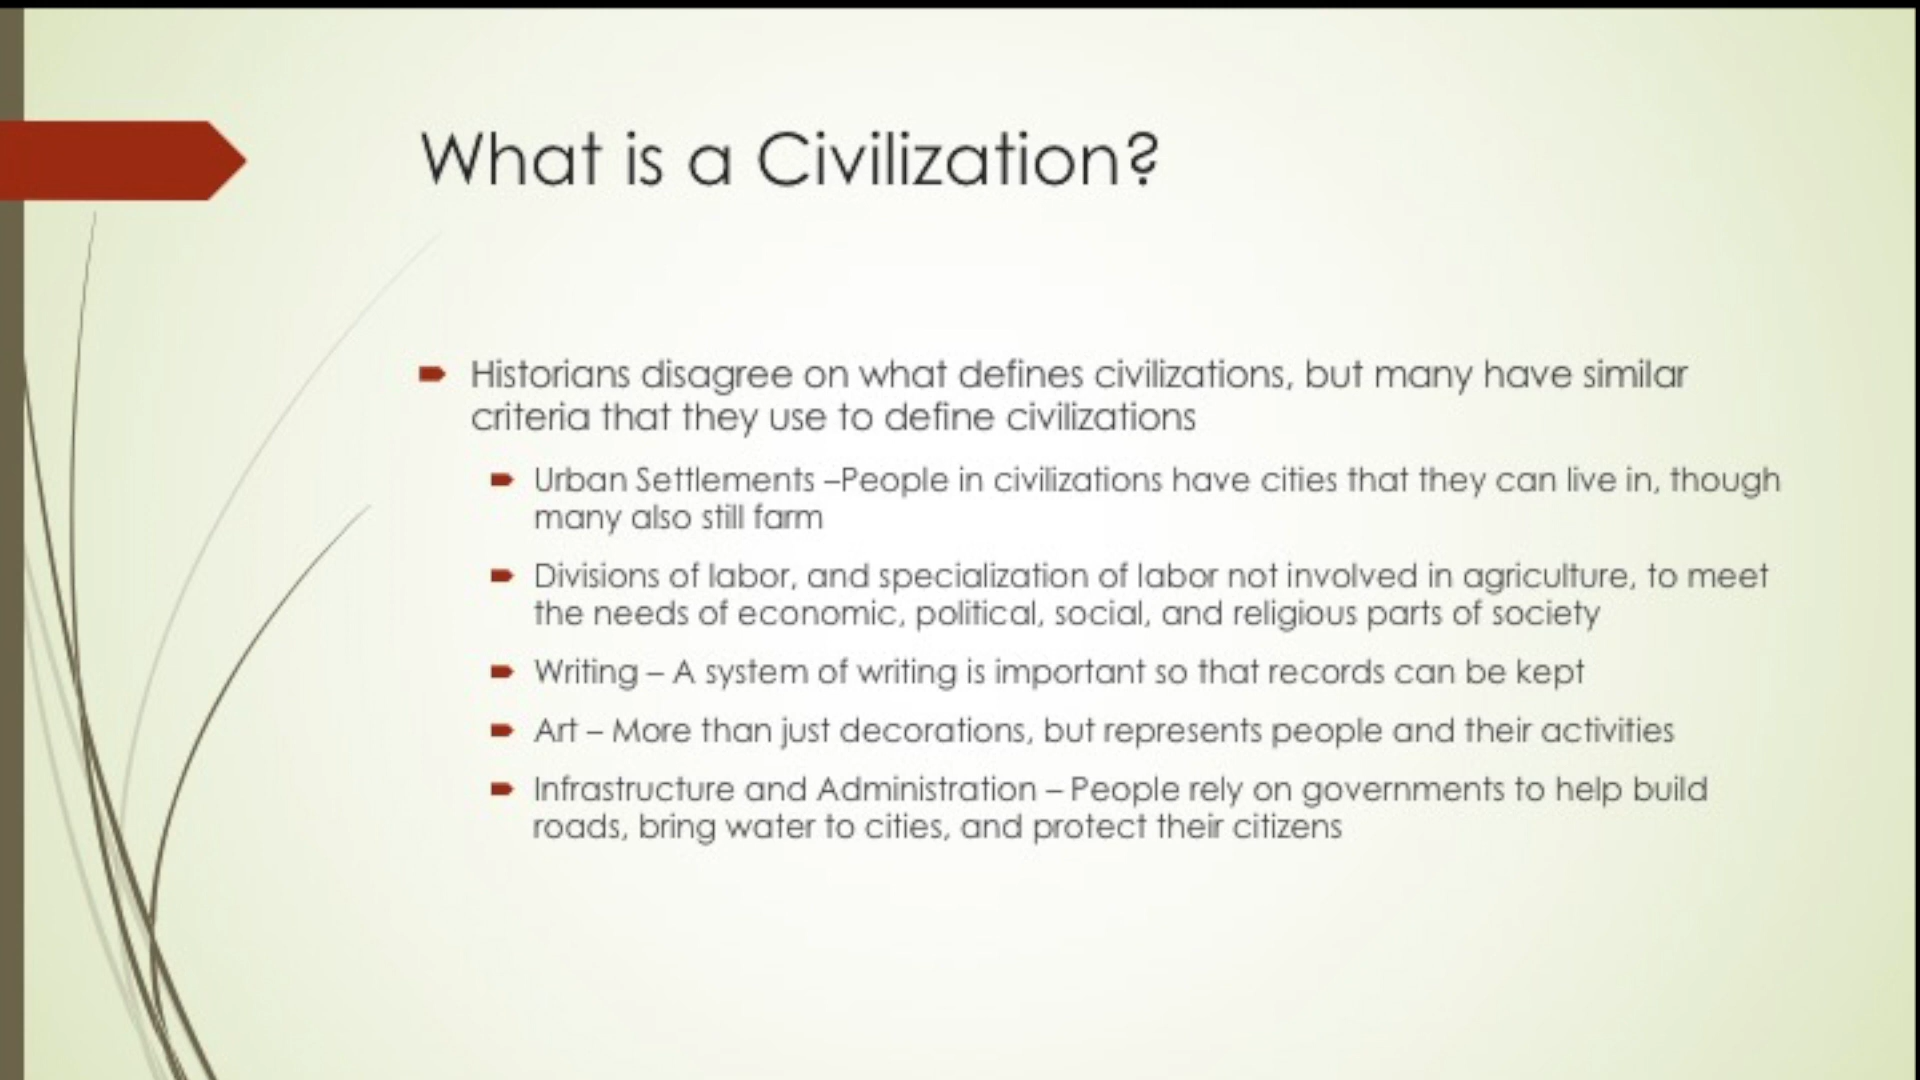 What is a Civilization?
Historians disagree on what defines civilizations, but many have similar
criteria that they use to define civilizations
Urban Settlements –People in civilizations have cities that they can live in, though
many also still farm
Divisions of labor, and specialization of labor not involved in agriculture, to meet
the needs of economic, political, social, and religious parts of society
Writing – A system of writing is important so that records can be kept
Art – More than just decorations, but represents people and their activities
Infrastructure and Administration – People rely on governments to help build
roads, bring water to cities, and protect their citizens